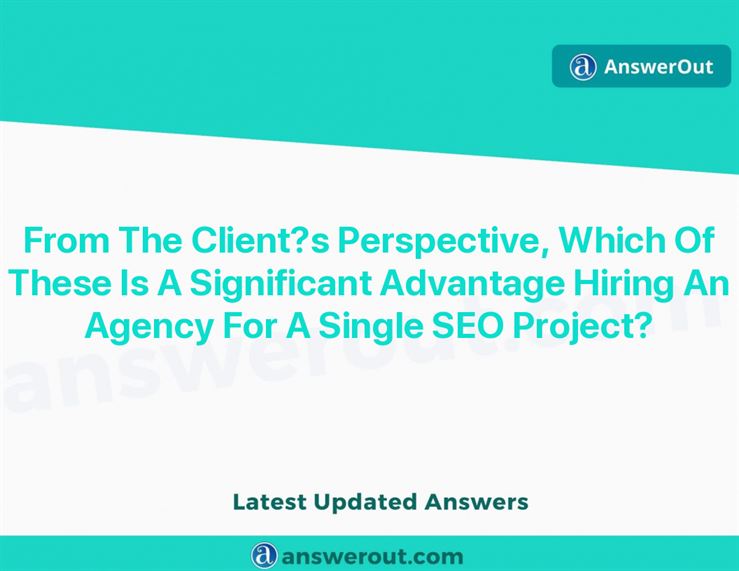 AnswerOut
From The Client?s Perspective, Which Of
These Is A Significant Advantage Hiring An
Agency For A Single SEO Project?
answerout.com
Latest Updated Answers
answerout.com